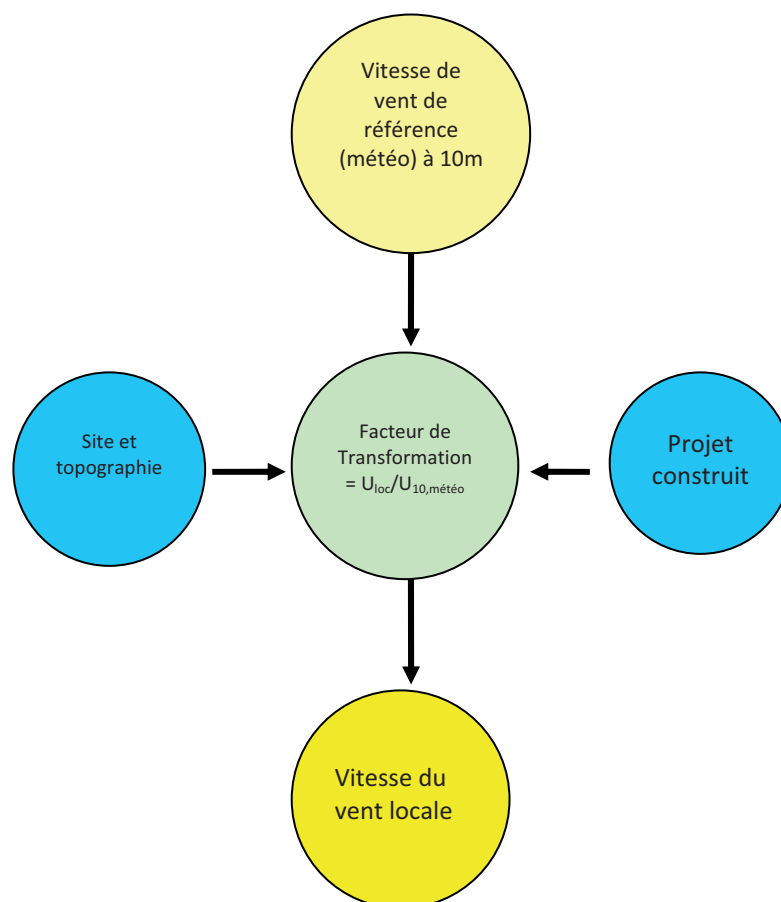 Vitesse de
vent de
référence
(météo) à 10m
Site et
topographie
Facteur de
Transformation
= Uloc/U10,météo
Projet
construit
Vitesse du
vent locale